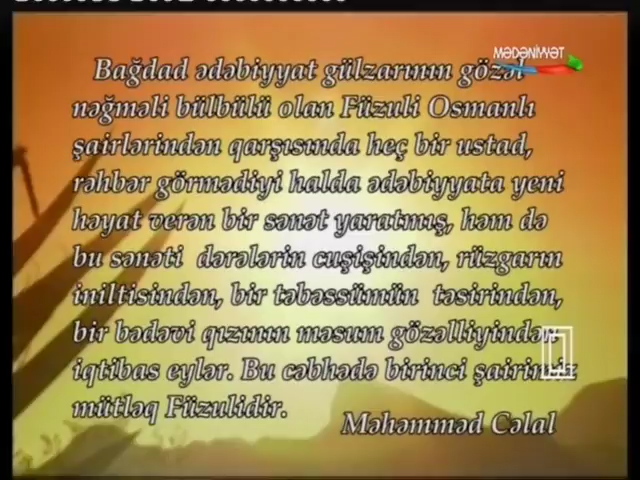 MƏDƏNİYYƏT
Bağdad ədəbiyyat gülzarının gözəl
nəğməli bülbülü olan Füzuli Osmanlı
şairlərindən qarşısında heç bir ustad,
rəhbər görmədiyi halda ədəbiyyata yeni
həyat verən bir sənət yaratmış, həm də
bu sənəti dərələrin cuşişindən, rüzgarın
iniltisindən, bir təbəssümün təsirindən,
bir bədəvi qızının məsum gözəlliyindən
iqtibas eylər. Bu cəbhədə birinci şairimiz
mütləq Füzulidir.
Məhəmməd Cəlal